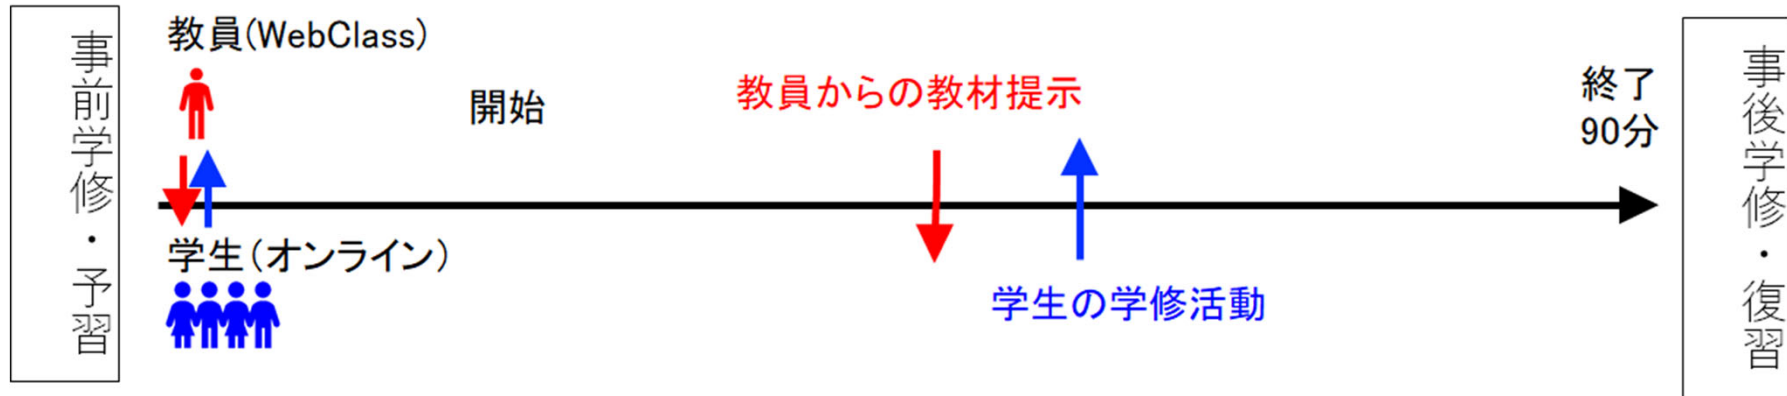 事前学修・予習
教員(WebClass)
開始
教員からの教材提示
終了
90分
学生(オンライン)
学生の学修活動
事後学修・復習